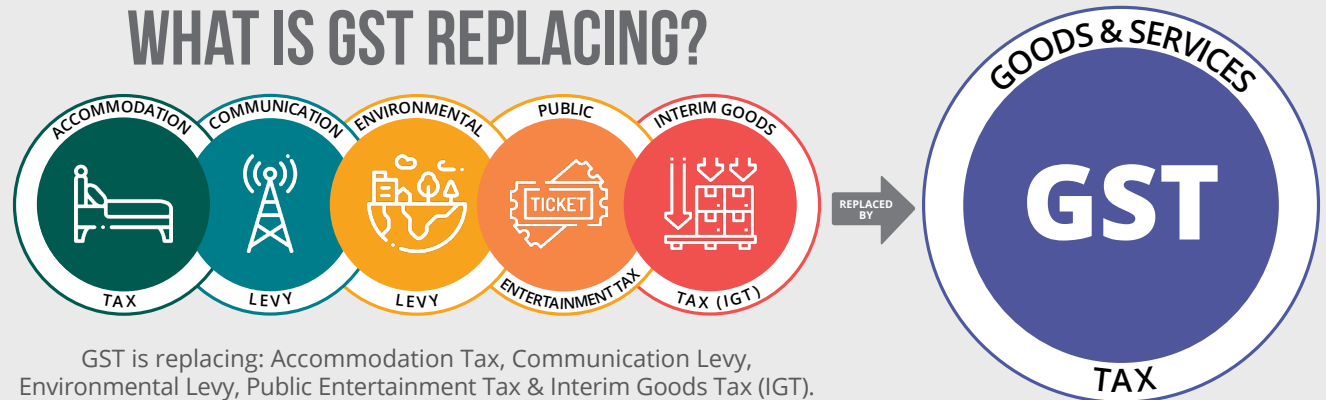 WHAT IS GST REPLACING?
ACCOMMODATION
TAX
COMMUNICATION
LEVY
ENVIRONMENTAL
LEVY
PUBLIC
TICKET
ENTERTAINMENT TAX
INTERIM GOODS
TAX (IGT)
REPLACED
BY
GOODS & SERVICES
GST
TAX
GST is replacing: Accommodation Tax, Communication Levy,
Environmental Levy, Public Entertainment Tax & Interim Goods Tax (IGT).